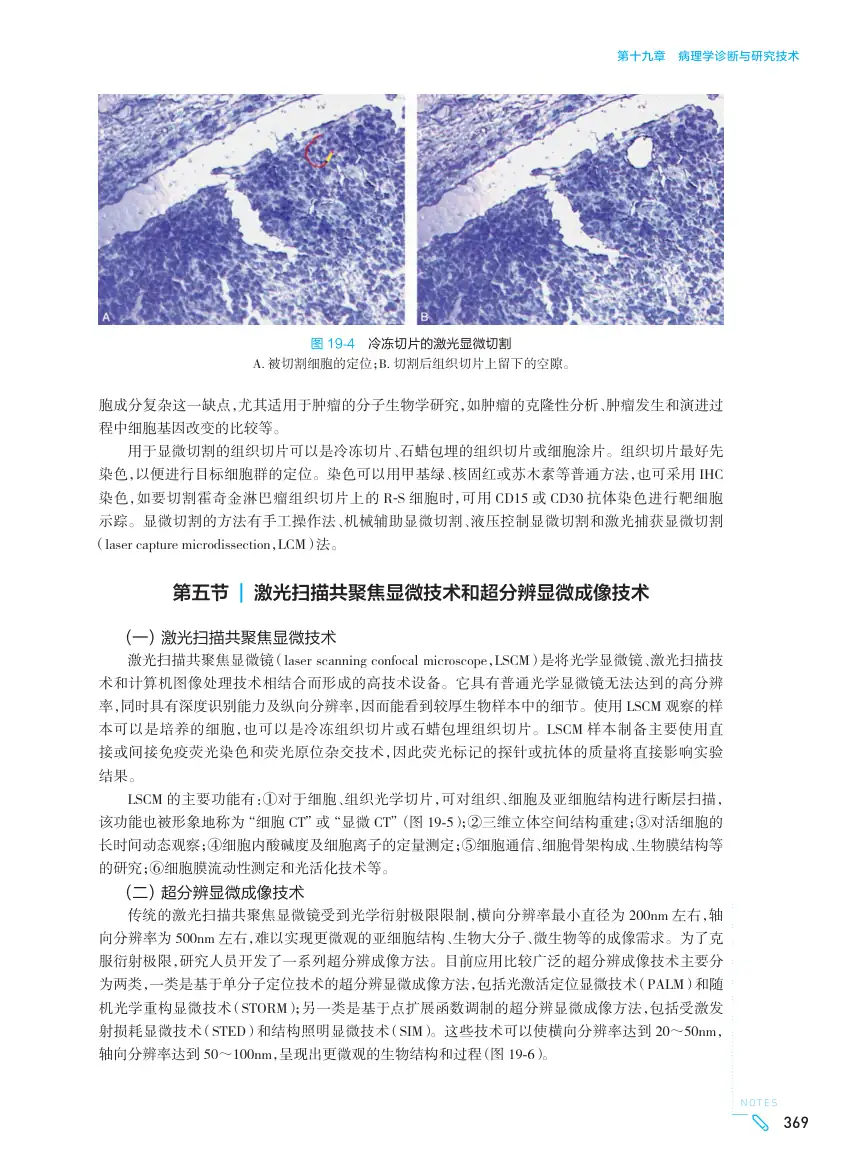 第十九章 病理学诊断与研究技术
A
B
图 19-4 冷冻切片的激光显微切割
A. 被切割细胞的定位;B. 切割后组织切片上留下的空隙。
胞成分复杂这一缺点,尤其适用于肿瘤的分子生物学研究,如肿瘤的克隆性分析、肿瘤发生和演进过
程中细胞基因改变的比较等。
用于显微切割的组织切片可以是冷冻切片、石蜡包埋的组织切片或细胞涂片。组织切片最好先
染色,以便进行目标细胞群的定位。染色可以用甲基绿、核固红或苏木素等普通方法,也可采用 IHC
染色,如要切割霍奇金淋巴瘤组织切片上的 R-S 细胞时,可用 CD15 或 CD30 抗体染色进行靶细胞
示踪。显微切割的方法有手工操作法、机械辅助显微切割、液压控制显微切割和激光捕获显微切割
(laser capture microdissection,LCM)法。
第五节 | 激光扫描共聚焦显微技术和超分辨显微成像技术
(一) 激光扫描共聚焦显微技术
激光扫描共聚焦显微镜(laser scanning confocal microscope,LSCM)是将光学显微镜、激光扫描技
术和计算机图像处理技术相结合而形成的高技术设备。它具有普通光学显微镜无法达到的高分辨
率,同时具有深度识别能力及纵向分辨率,因而能看到较厚生物样本中的细节。使用 LSCM 观察的样
本可以是培养的细胞,也可以是冷冻组织切片或石蜡包埋组织切片。LSCM 样本制备主要使用直
接或间接免疫荧光染色和荧光原位杂交技术,因此荧光标记的探针或抗体的质量将直接影响实验
结果。
LSCM 的主要功能有:①对于细胞、组织光学切片,可对组织、细胞及亚细胞结构进行断层扫描,
该功能也被形象地称为“细胞 CT”或“显微 CT”(图 19-5);②三维立体空间结构重建;③对活细胞的
长时间动态观察;④细胞内酸碱度及细胞离子的定量测定;⑤细胞通信、细胞骨架构成、生物膜结构等
的研究;⑥细胞膜流动性测定和光活化技术等。
(二) 超分辨显微成像技术
传统的激光扫描共聚焦显微镜受到光学衍射极限限制,横向分辨率最小直径为 200nm 左右,轴
向分辨率为 500nm 左右,难以实现更微观的亚细胞结构、生物大分子、微生物等的成像需求。为了克
服衍射极限,研究人员开发了一系列超分辨成像方法。目前应用比较广泛的超分辨成像技术主要分
为两类,一类是基于单分子定位技术的超分辨显微成像方法,包括光激活定位显微技术(PALM)和随
机光学重构显微技术(STORM);另一类是基于点扩展函数调制的超分辨显微成像方法,包括受激发
射损耗显微技术(STED)和结构照明显微技术(SIM)。这些技术可以使横向分辨率达到 20~50nm,
轴向分辨率达到 50~100nm,呈现出更微观的生物结构和过程(图 19-6)。
NOTES
369